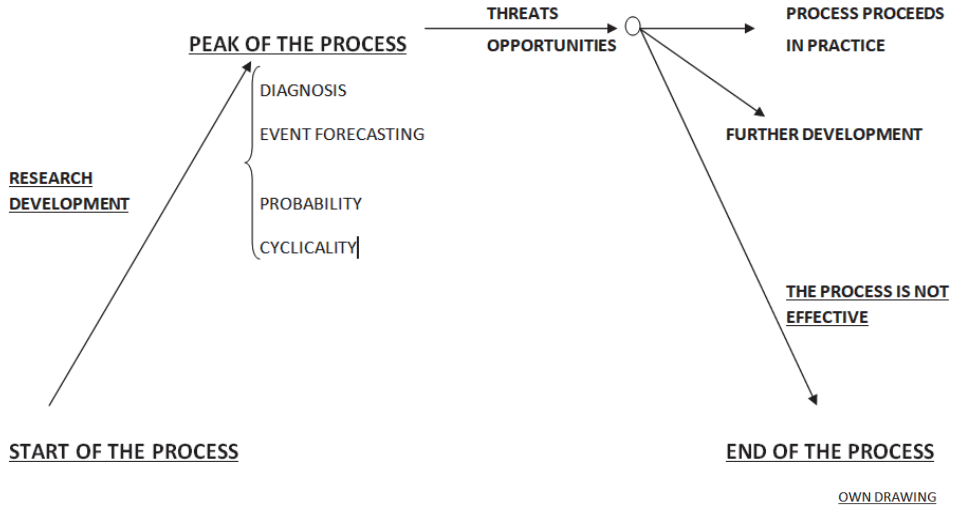 THREATS
OPPORTUNITIES
PROCESS PROCEEDS
IN PRACTICE
PEAK OF THE PROCESS
DIAGNOSIS
EVENT FORECASTING
PROBABILITY
CYCLICALITY
RESEARCH
DEVELOPMENT
FURTHER DEVELOPMENT
THE PROCESS IS NOT
EFFECTIVE
START OF THE PROCESS
END OF THE PROCESS
OWN DRAWING